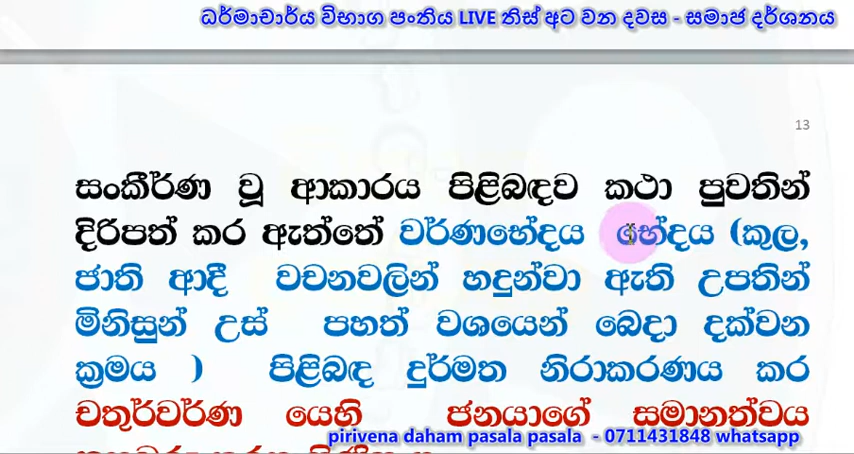 ධර්මාචාර්ය විභාග පංතිය LIVE තිස් අට වන දවස - සමාජ දර්ශනය
13
සංකීර්ණ වූ ආකාරය පිළිබඳව කථා පුවතින්
දිරිපත් කර ඇත්තේ වර්ණභේදය භේදය (කුල,
ජාති ආදී වචනවලින් හදුන්වා ඇති උපතින්
මිනිසුන් උස් පහත් වශයෙන් බෙදා දක්වන
ක්‍රමය ) පිළිබඳ දුර්මත නිරාකරණය කර
චතුර්වර්ණ යෙහි ජනයාගේ සමානත්වය
pirivena daham pasala pasala - 0711431848 whatsapp